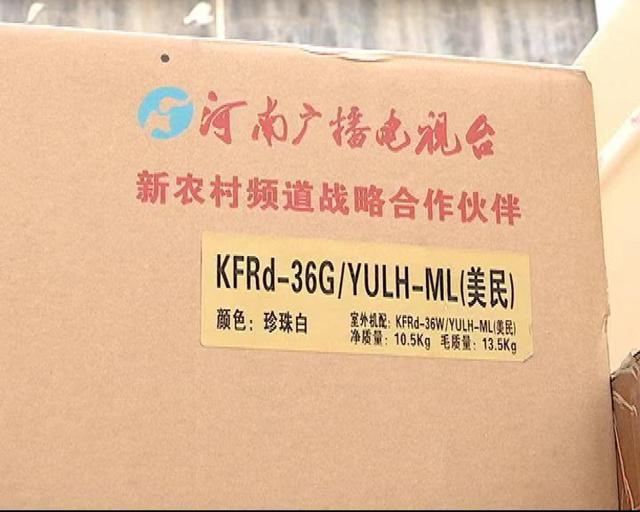 河南广播电视台
新农村频道战略合作伙伴
KFRd-36G/YULH-ML(美民)
颜色：珍珠白
室外机配：KFRd-36W/YULH-ML(美民)
净质量：10.5Kg 毛质量：13.5Kg